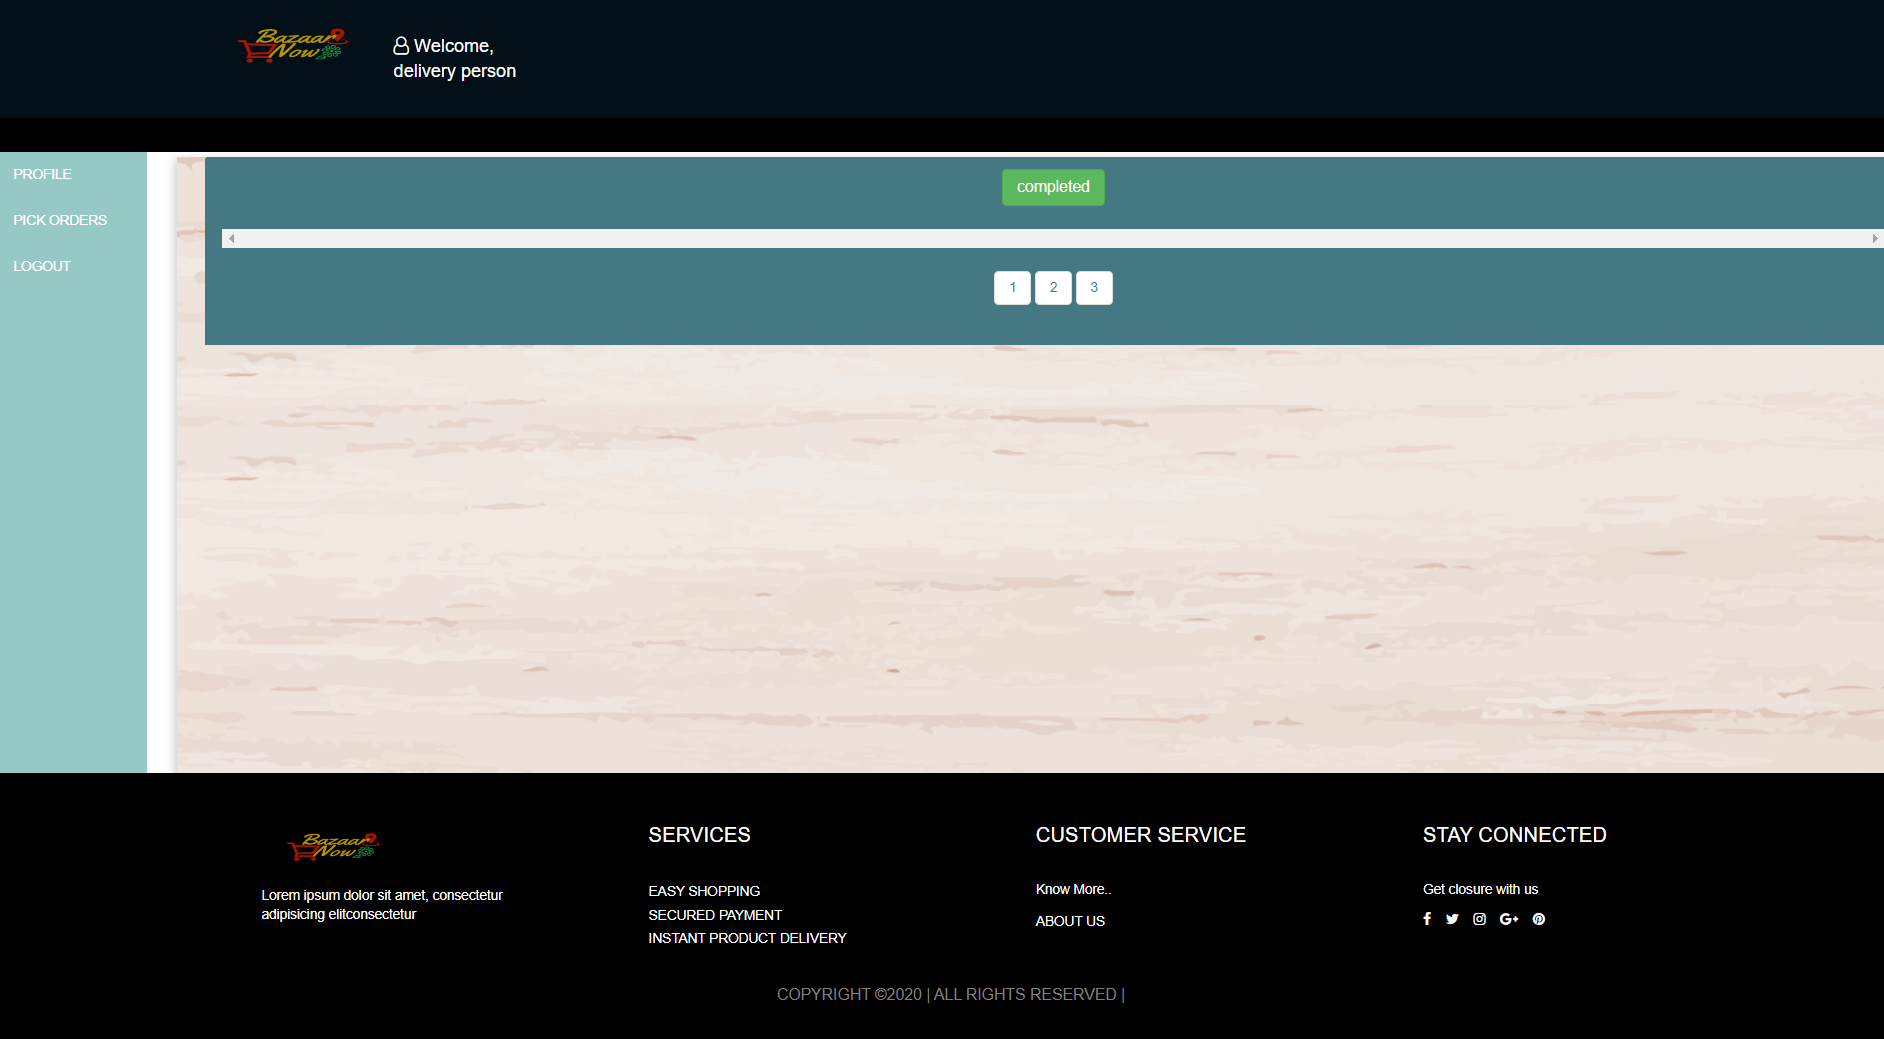 Bazaar
Now
Welcome,
delivery person
PROFILE
PICK ORDERS
LOGOUT
completed
1 2 3
Bazaar
Now
Lorem ipsum dolor sit amet, consectetur
adipisicing elitconsectetur
SERVICES
EASY SHOPPING
SECURED PAYMENT
INSTANT PRODUCT DELIVERY
CUSTOMER SERVICE
Know More..
ABOUT US
STAY CONNECTED
Get closure with us
COPYRIGHT ©2020 | ALL RIGHTS RESERVED |